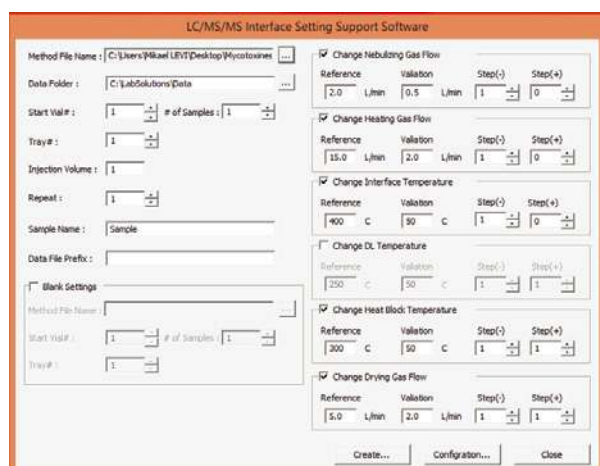 LC/MS/MS Interface Setting Support Software
Method File Name : C:\Users\Mikael LEVI\Desktop\Mycotoxines ...
Data Folder : C:\LabSolutions\Data ...
Start Vial# : 1 # of Samples : 1
Tray# : 1
Injection Volume : 1
Repeat : 1
Sample Name : Sample
Data File Prefix :
Blank Settings
Method File Name : ...
Start Vial# : 1 # of Samples : 1
Tray# : 1
Change Nebulizing Gas Flow
Reference Valiation Step(-) Step(+)
2.0 L/min 0.5 L/min 1 0
Change Heating Gas Flow
Reference Valiation Step(-) Step(+)
15.0 L/min 2.0 L/min 1 0
Change Interface Temperature
Reference Valiation Step(-) Step(+)
400 C 50 C 1 0
Change DL Temperature
Reference Valiation Step(-) Step(+)
250 C 50 C 1 1
Change Heat Block Temperature
Reference Valiation Step(-) Step(+)
300 C 50 C 1 1
Change Drying Gas Flow
Reference Valiation Step(-) Step(+)
5.0 L/min 2.0 L/min 1 1
Create... Configration... Close